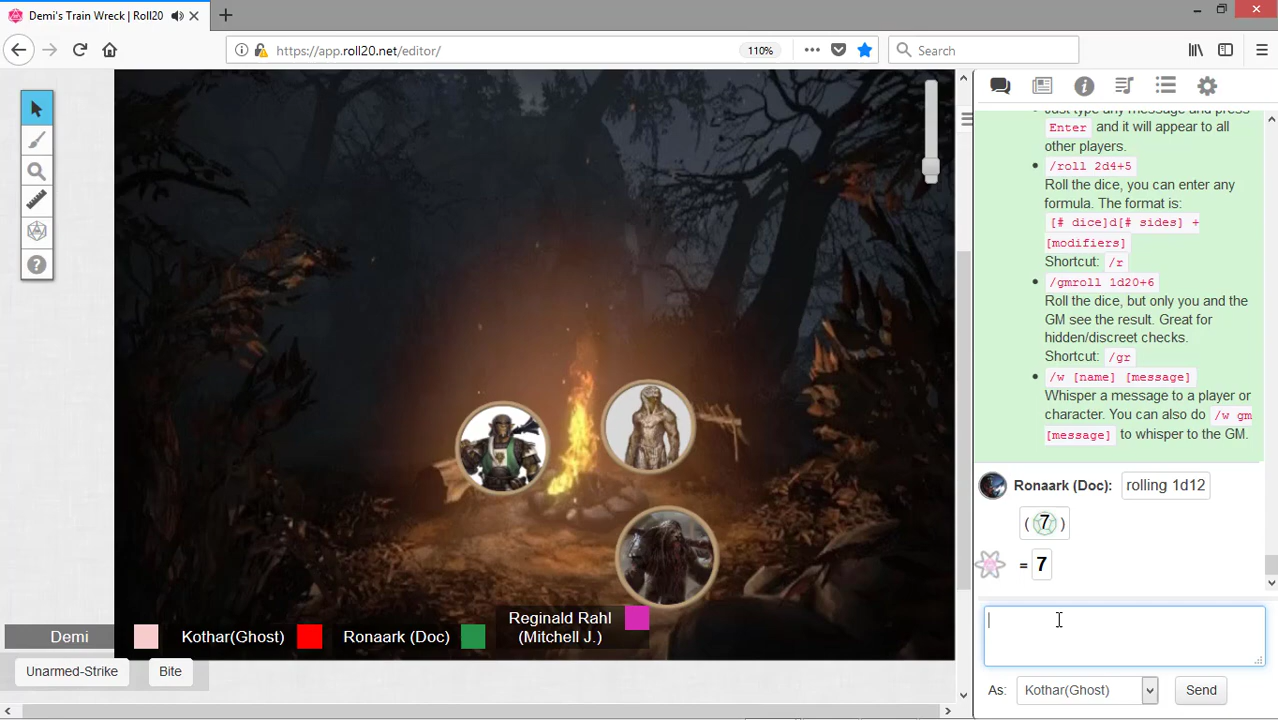 Demi's Train Wreck | Roll20
https://app.roll20.net/editor/
110%
Search
Just type any message and press
Enter and it will appear to all
other players.
/roll 2d4+5
Roll the dice, you can enter any
formula. The format is:
[# dice]d[# sides] +
[modifiers]
Shortcut: /r
/gmroll 1d20+6
Roll the dice, but only you and the
GM see the result. Great for
hidden/discreet checks.
Shortcut: /gr
/w [name] [message]
Whisper a message to a player or
character. You can also do /w gm
[message] to whisper to the GM.
Ronaark (Doc): rolling 1d12
(7)
= 7
Demi
Kothar(Ghost)
Ronaark (Doc)
Reginald Rahl
(Mitchell J.)
Unarmed-Strike
Bite
As: Kothar(Ghost) Send